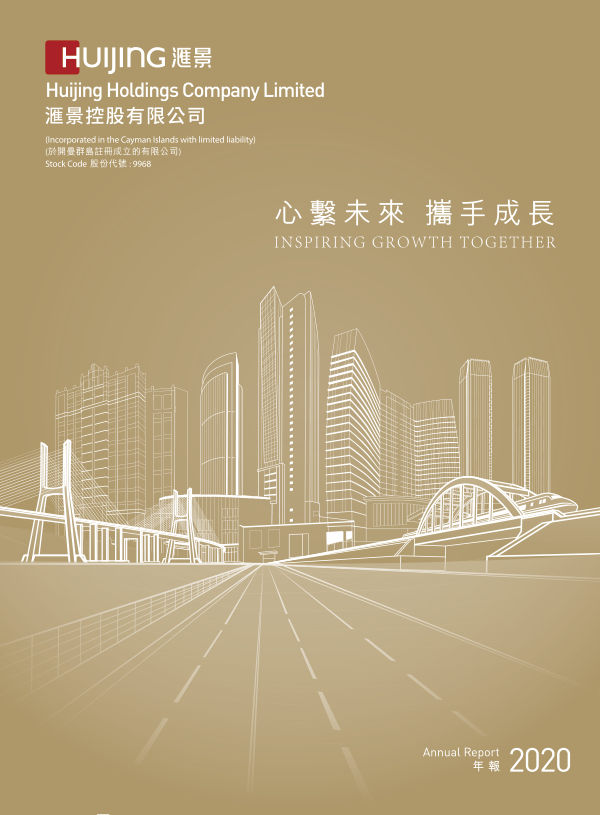 HUIJING 滙景
Huijing Holdings Company Limited
滙景控股有限公司
(Incorporated in the Cayman Islands with limited liability)
(於開曼群島註冊成立的有限公司)
Stock Code 股份代號 : 9968
心繫未來 攜手成長
INSPIRING GROWTH TOGETHER
Annual Report
年報 2020